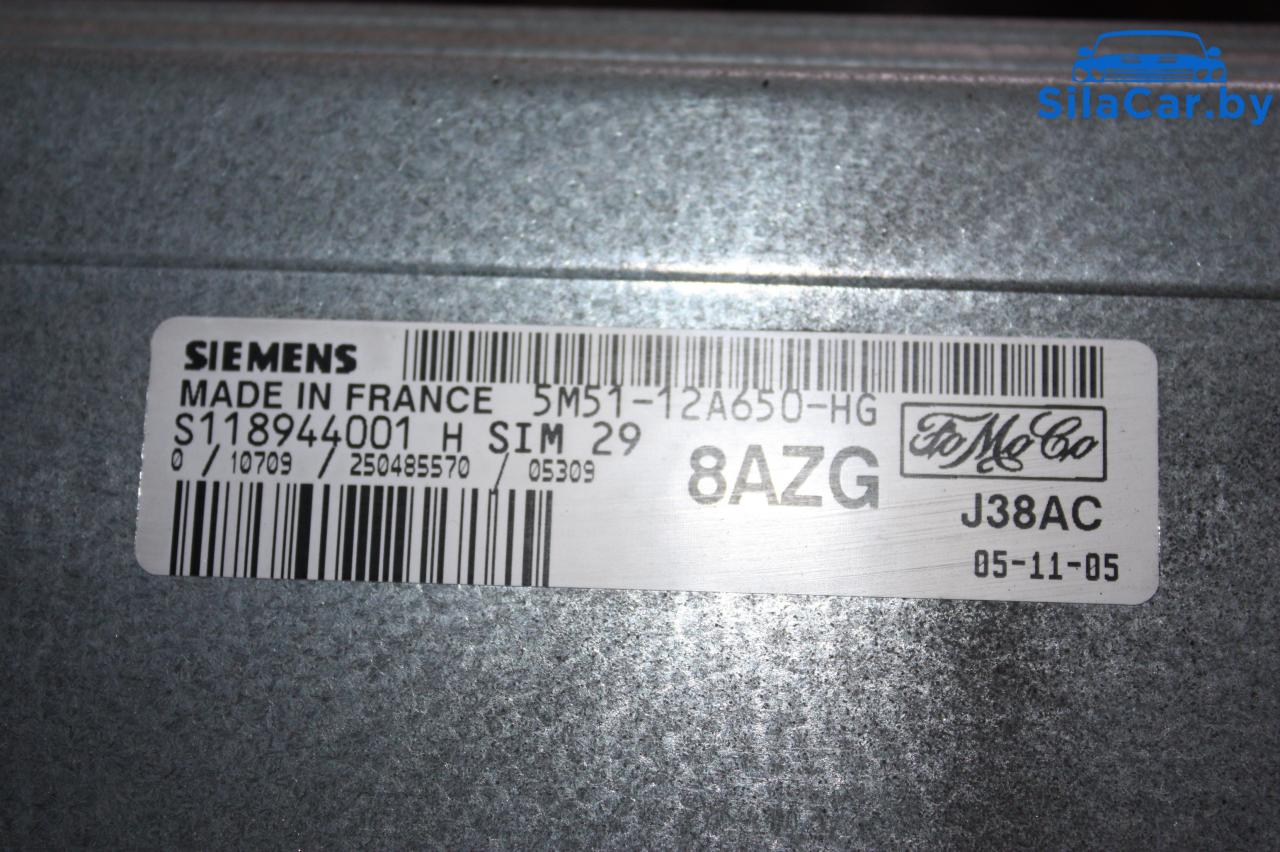 SilaCar.by
SIEMENS
MADE IN FRANCE 5M51-12A650-HG
S118944001 H SIM 29
0 / 10709 / 250485570 / 05309
8AZG
FoMoCo
J38AC
05-11-05